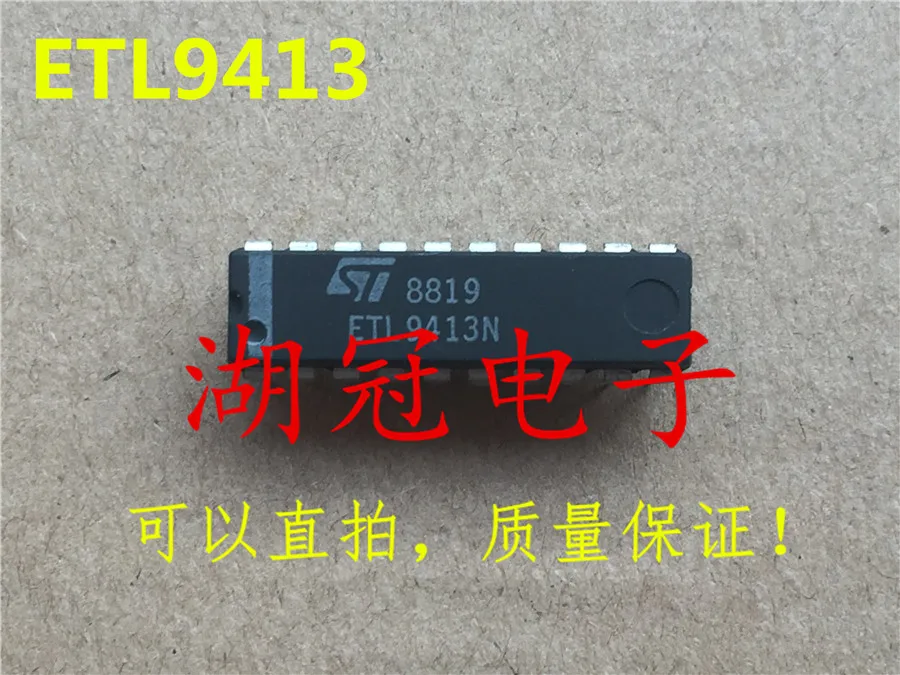 ETL9413
ST 8819
ETL9413N
湖冠电子
可以直拍，质量保证！